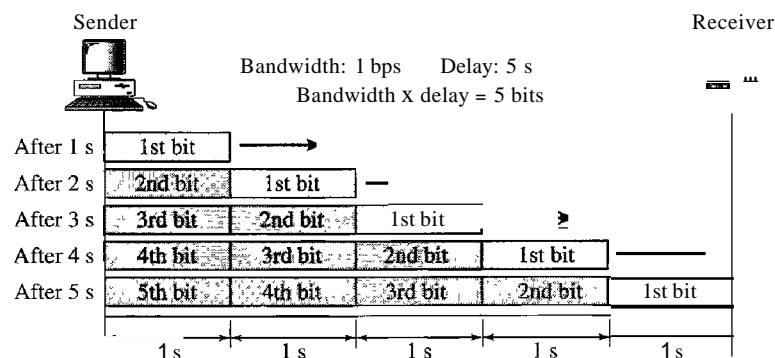 Sender
Receiver
Bandwidth: 1 bps Delay: 5 s
Bandwidth x delay = 5 bits
After 1 s 1st bit
After 2 s 2nd bit 1st bit
After 3 s 3rd bit 2nd bit 1st bit
After 4 s 4th bit 3rd bit 2nd bit 1st bit
After 5 s 5th bit 4th bit 3rd bit 2nd bit 1st bit
1 s 1 s 1 s 1 s 1 s